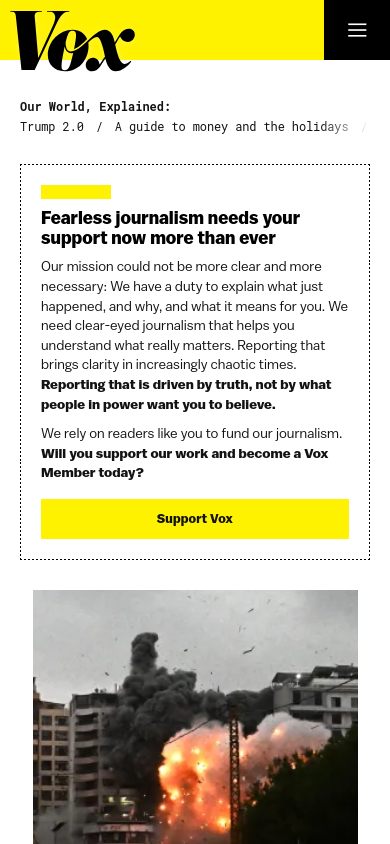 Vox
Our World, Explained:
Trump 2.0 / A guide to money and the holidays /
Fearless journalism needs your
support now more than ever
Our mission could not be more clear and more
necessary: We have a duty to explain what just
happened, and why, and what it means for you. We
need clear-eyed journalism that helps you
understand what really matters. Reporting that
brings clarity in increasingly chaotic times.
Reporting that is driven by truth, not by what
people in power want you to believe.
We rely on readers like you to fund our journalism.
Will you support our work and become a Vox
Member today?
Support Vox